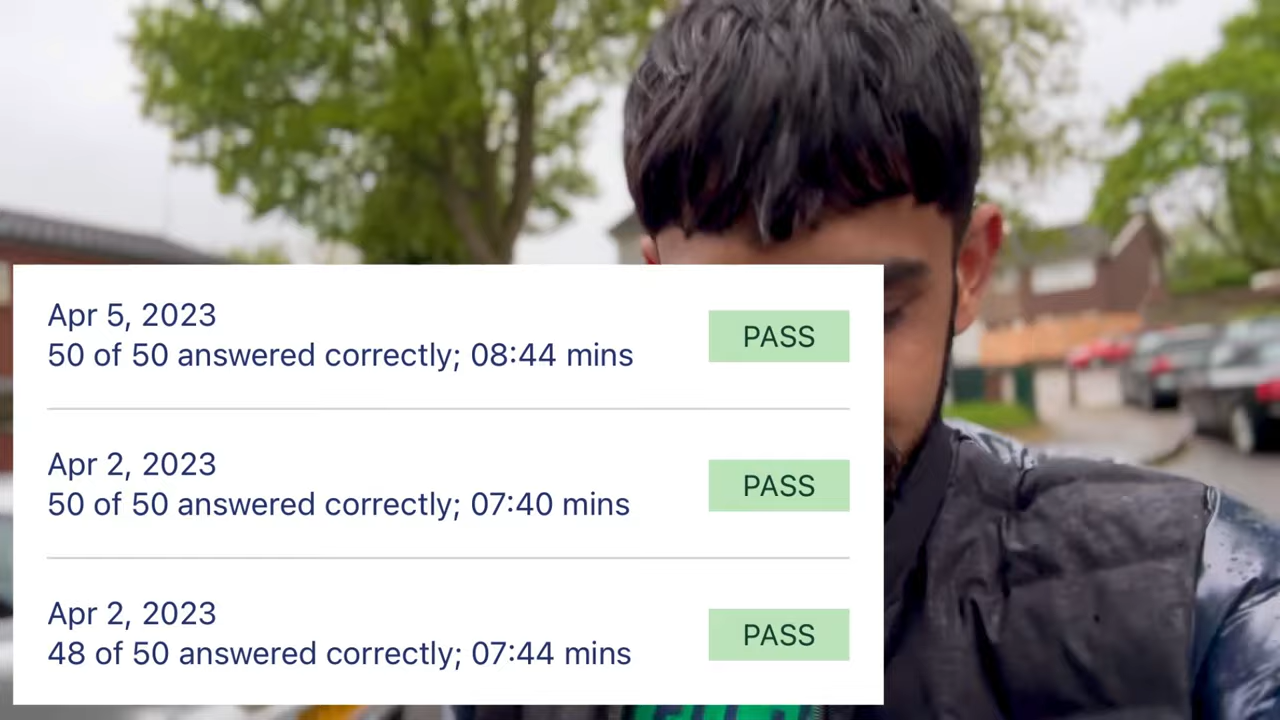 Apr 5, 2023
50 of 50 answered correctly; 08:44 mins
PASS
Apr 2, 2023
50 of 50 answered correctly; 07:40 mins
PASS
Apr 2, 2023
48 of 50 answered correctly; 07:44 mins
PASS